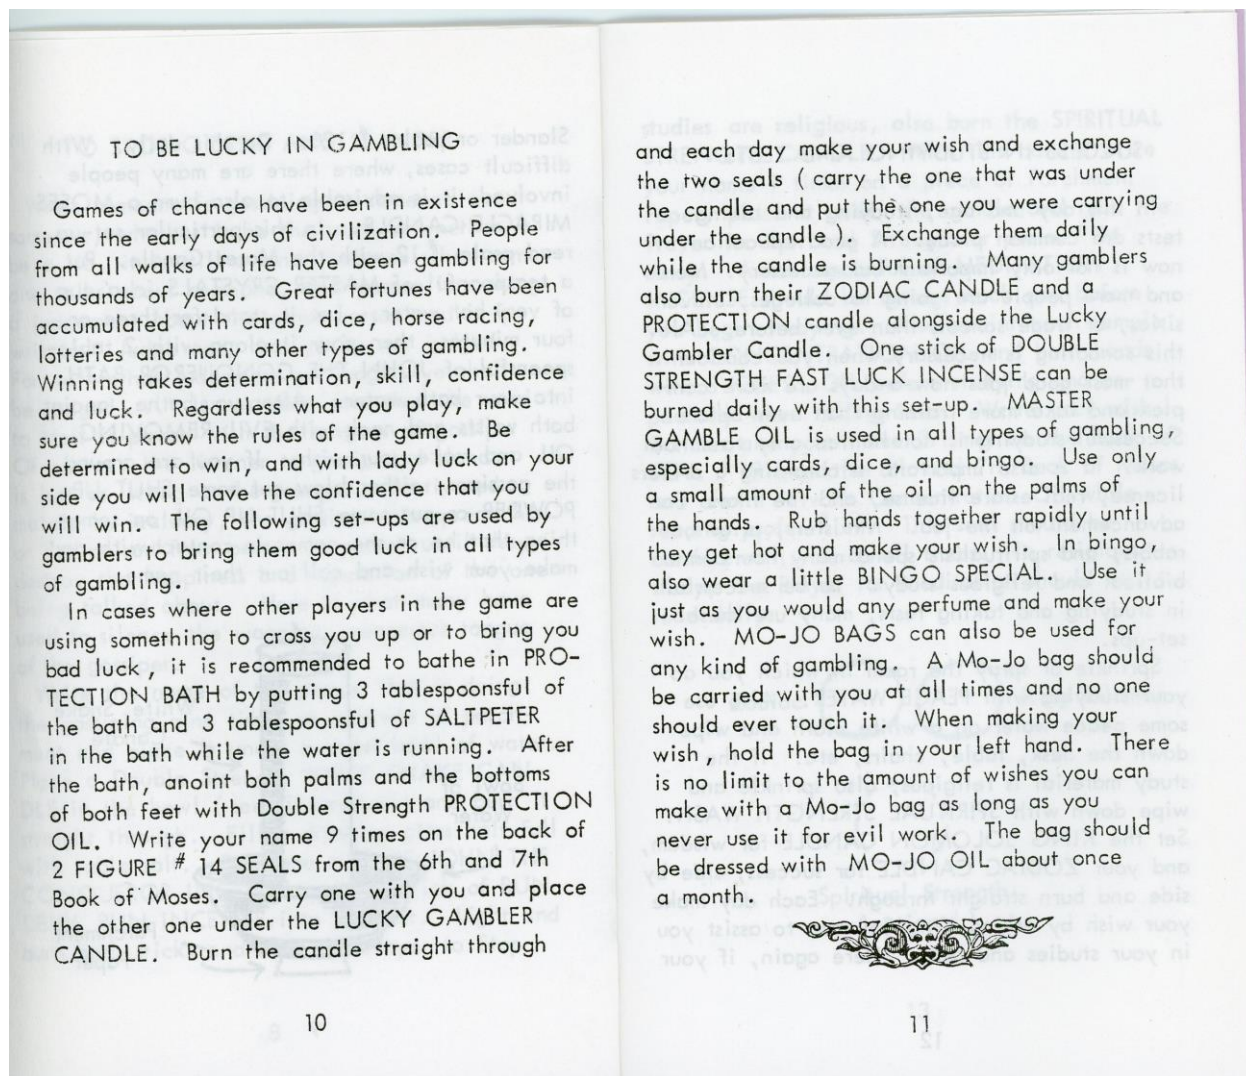 TO BE LUCKY IN GAMBLING
Games of chance have been in existence
since the early days of civilization. People
from all walks of life have been gambling for
thousands of years. Great fortunes have been
accumulated with cards, dice, horse racing,
lotteries and many other types of gambling.
Winning takes determination, skill, confidence
and luck. Regardless what you play, make
sure you know the rules of the game. Be
determined to win, and with lady luck on your
side you will have the confidence that you
will win. The following set-ups are used by
gamblers to bring them good luck in all types
of gambling.
In cases where other players in the game are
using something to cross you up or to bring you
bad luck, it is recommended to bathe in PRO-
TECTION BATH by putting 3 tablespoonsful of
the bath and 3 tablespoonsful of SALTPETER
in the bath while the water is running. After
the bath, anoint both palms and the bottoms
of both feet with Double Strength PROTECTION
OIL. Write your name 9 times on the back of
2 FIGURE # 14 SEALS from the 6th and 7th
Book of Moses. Carry one with you and place
the other one under the LUCKY GAMBLER
CANDLE. Burn the candle straight through
10
and each day make your wish and exchange
the two seals ( carry the one that was under
the candle and put the one you were carrying
under the candle ). Exchange them daily
while the candle is burning. Many gamblers
also burn their ZODIAC CANDLE and a
PROTECTION candle alongside the Lucky
Gambler Candle. One stick of DOUBLE
STRENGTH FAST LUCK INCENSE can be
burned daily with this set-up. MASTER
GAMBLE OIL is used in all types of gambling,
especially cards, dice and bingo. Use only
a small amount of the oil on the palms of
the hands. Rub hands together rapidly until
they get hot and make your wish. In bingo,
also wear a little BINGO SPECIAL. Use it
just as you would any perfume and make your
wish. MO-JO BAGS can also be used for
any kind of gambling. A Mo-Jo bag should
be carried with you at all times and no one
should ever touch it. When making your
wish, hold the bag in your left hand. There
is no limit to the amount of wishes you can
make with a Mo-Jo bag as long as you
never use it for evil work. The bag should
be dressed with MO-JO OIL about once
a month.
11